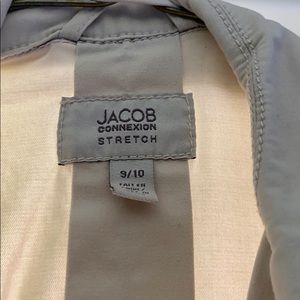 JACOB
CONNEXION
STRETCH
9/10